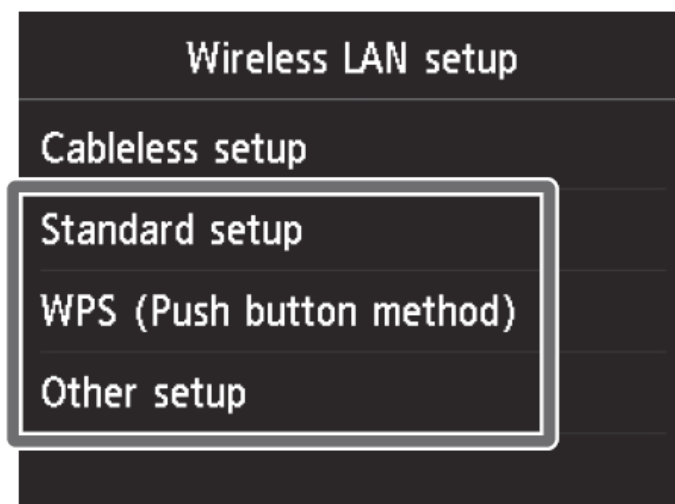 Wireless LAN setup
Cableless setup
Standard setup
WPS (Push button method)
Other setup